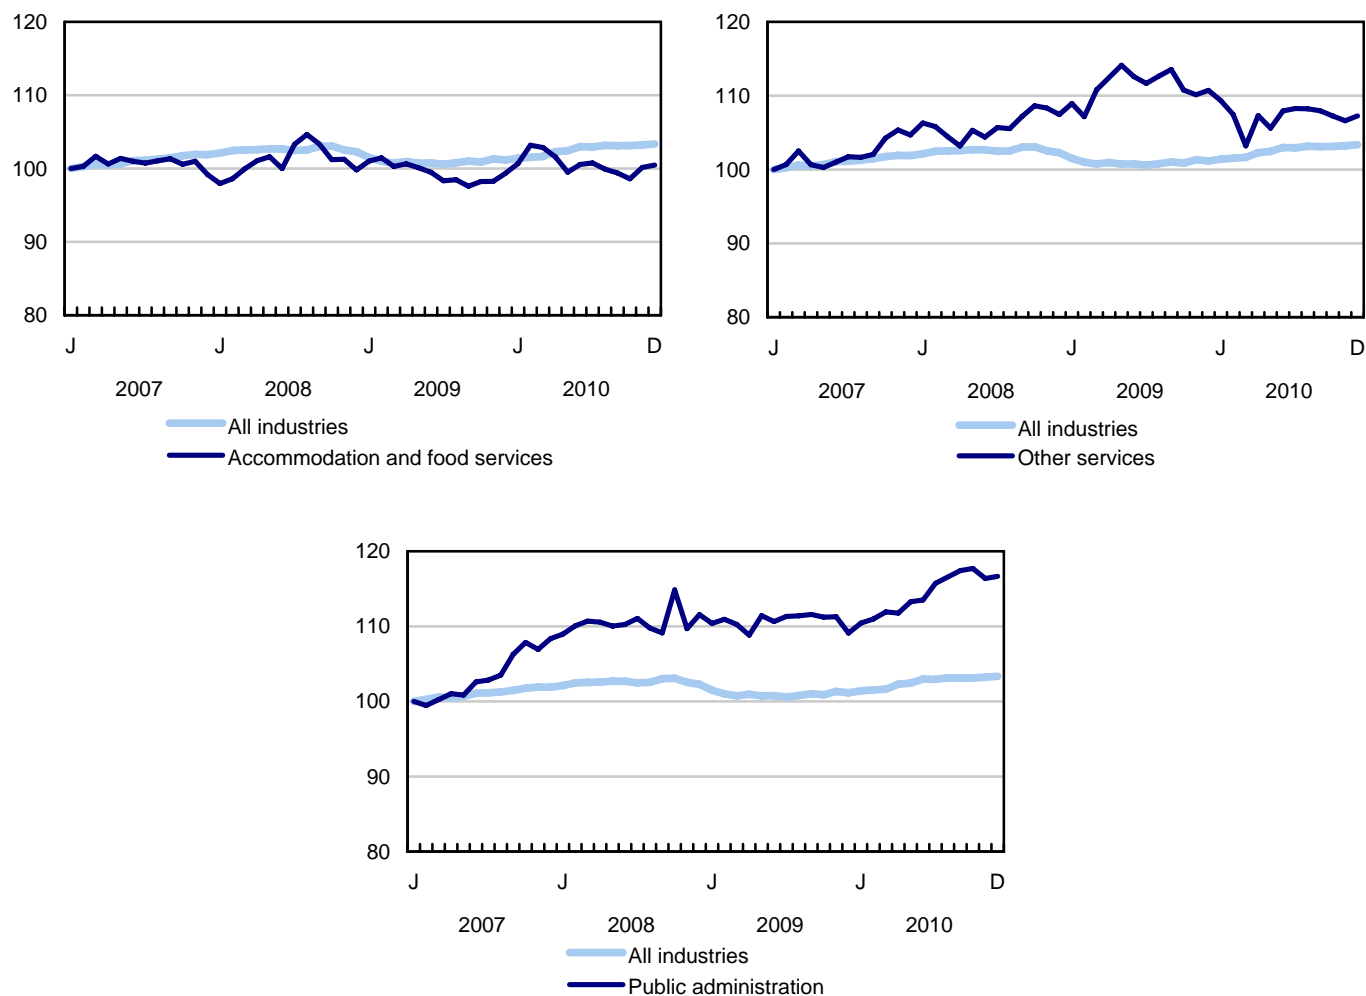 120
110
100
90
80
J J J J D
2007 2008 2009 2010
All industries
Accommodation and food services
120
110
100
90
80
J J J J D
2007 2008 2009 2010
All industries
Other services
120
110
100
90
80
J J J J D
2007 2008 2009 2010
All industries
Public administration